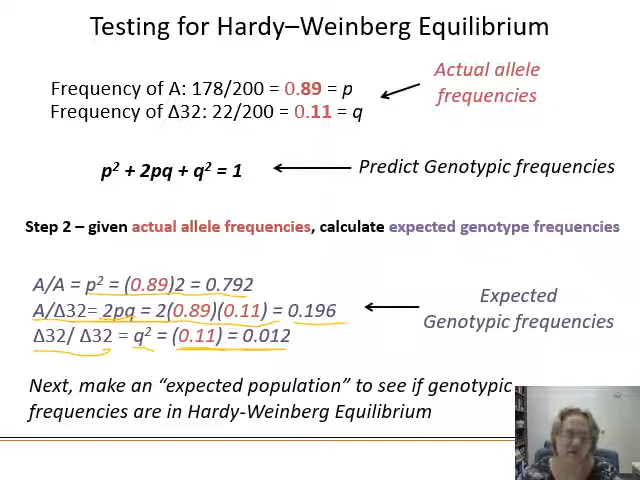 Testing for Hardy–Weinberg Equilibrium
Frequency of A: 178/200 = 0.89 = p
Frequency of Δ32: 22/200 = 0.11 = q
Actual allele
frequencies
p² + 2pq + q² = 1
Predict Genotypic frequencies
Step 2 – given actual allele frequencies, calculate expected genotype frequencies
A/A = p² = (0.89)2 = 0.792
A/Δ32= 2pq = 2(0.89)(0.11) = 0.196
Δ32/ Δ32 = q² = (0.11) = 0.012
Expected
Genotypic frequencies
Next, make an “expected population” to see if genotypic
frequencies are in Hardy-Weinberg Equilibrium